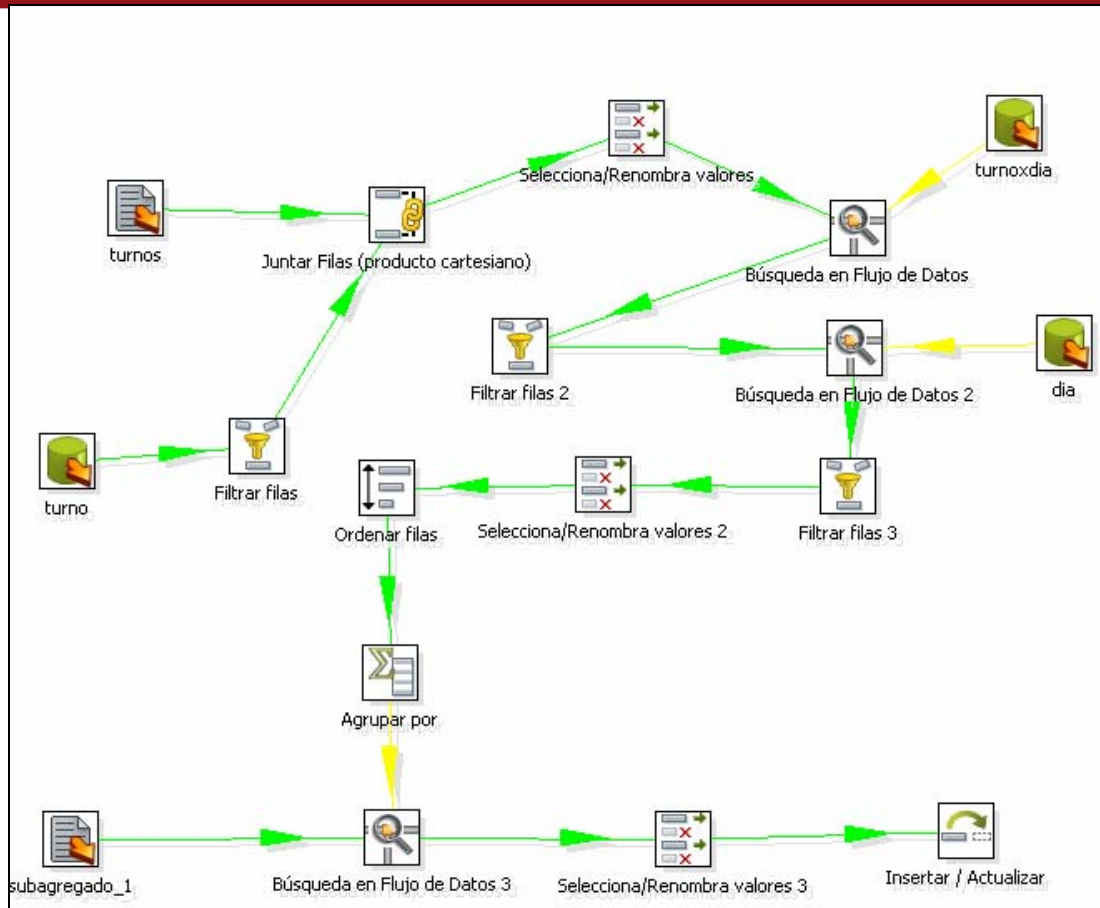 Selecciona/Renombra valores
turnoxdia
turnos
Juntar Filas (producto cartesiano)
Búsqueda en Flujo de Datos
Filtrar filas 2
Búsqueda en Flujo de Datos 2
dia
turno
Filtrar filas
Ordenar filas
Selecciona/Renombra valores 2
Filtrar filas 3
Agrupar por
subagregado_1
Búsqueda en Flujo de Datos 3
Selecciona/Renombra valores 3
Insertar / Actualizar